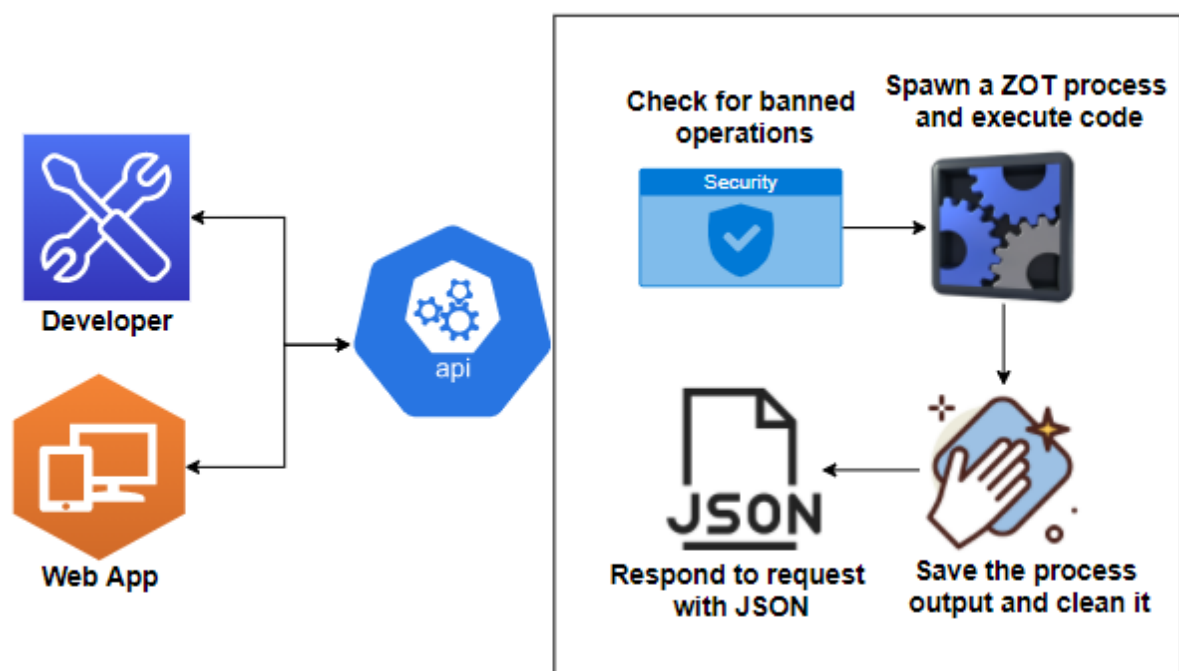 Developer
Web App
api
Check for banned
operations
Security
Spawn a ZOT process
and execute code
Save the process
output and clean it
JSON
Respond to request
with JSON